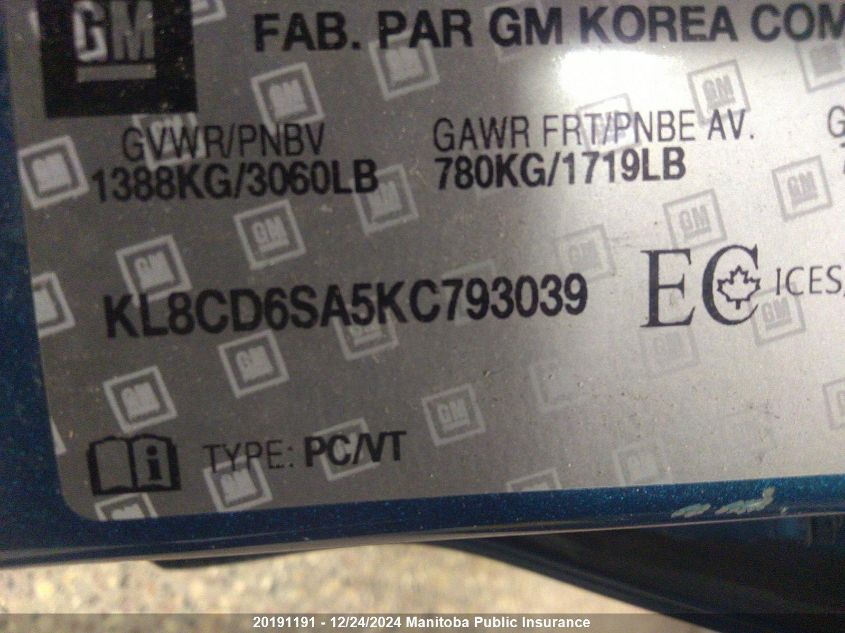 GM
FAB. PAR GM KOREA COM
GVWR/PNBV
GAWR FRT/PNBE AV.
G
1388KG/3060LB
780KG/1719LB
KL8CD6SA5KC793039
EC ICES
TYPE: PC/VT
20191191 - 12/24/2024 Manitoba Public Insurance